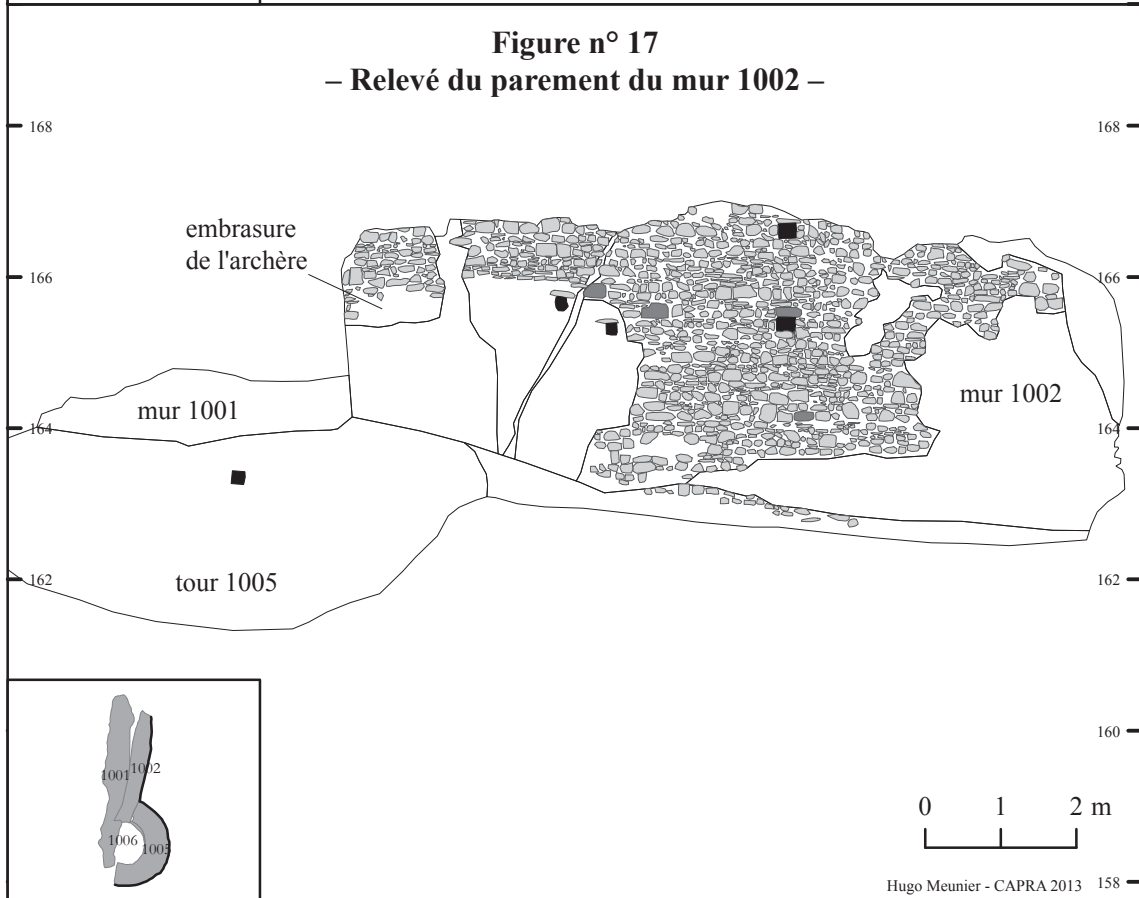 Figure n° 17
– Relevé du parement du mur 1002 –
168
168
embrasure
de l'archère
166
166
mur 1001
mur 1002
164
164
tour 1005
162
162
160
1001
1002
1006
1005
0 1 2 m
Hugo Meunier - CAPRA 2013
158